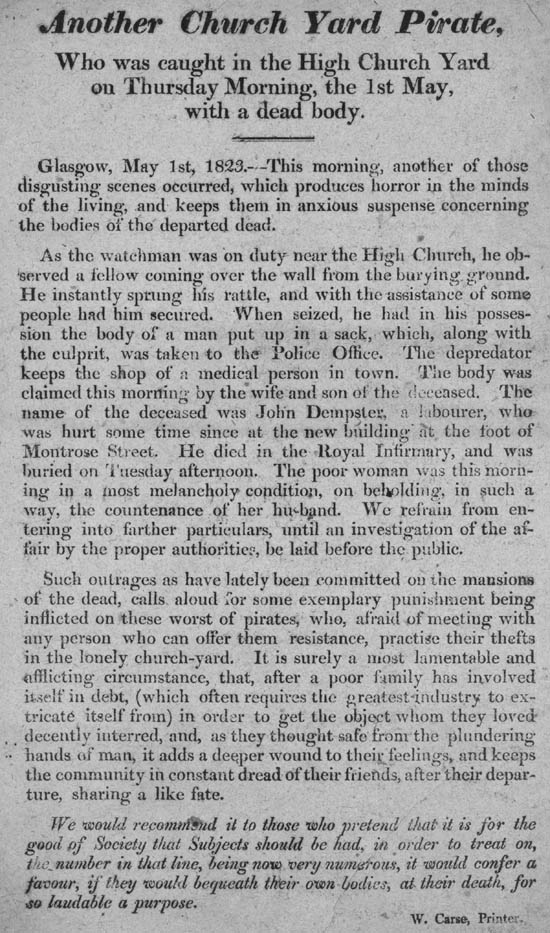 Another Church Yard Pirate,
Who was caught in the High Church Yard
on Thursday Morning, the 1st May,
with a dead body.
Glasgow, May 1st, 1823.---This morning, another of those
disgusting scenes occurred, which produces horror in the minds
of the living, and keeps them in anxious suspense concerning
the bodies of the departed dead.
As the watchman was on duty near the High Church, he ob-
served a fellow coming over the wall from the burying ground.
He instantly sprung his rattle, and with the assistance of some
people had him secured. When seized, he had in his posses-
sion the body of a man put up in a sack, which, along with
the culprit, was taken to the Police Office. The depredator
keeps the shop of a medical person in town. The body was
claimed this morning by the wife and son of the deceased. The
name of the deceased was John Dempster, a labourer, who
was hurt some time since at the new building at the foot of
Montrose Street. He died in the Royal Infirmary, and was
buried on Tuesday afternoon. The poor woman was this morn-
ing in a most melancholy condition, on beholding, in such a
way, the countenance of her husband. We refrain from en-
tering into farther particulars, until an investigation of the af-
fair by the proper authorities, be laid before the public.
Such outrages as have lately been committed on the mansions
of the dead, calls aloud for some exemplary punishment being
inflicted on these worst of pirates, who, afraid of meeting with
any person who can offer them resistance, practise their thefts
in the lonely church-yard. It is surely a most lamentable and
afflicting circumstance, that, after a poor family has involved
itself in debt, (which often requires the greatest industry to ex-
tricate itself from) in order to get the object whom they loved
decently interred, and, as they thought safe from the plundering
hands of man, it adds a deeper wound to their feelings, and keeps
the community in constant dread of their friends, after their depar-
ture, sharing a like fate.
We would recommend it to those who pretend that it is for the
good of Society that Subjects should be had, in order to treat on,
the number in that line, being now very numerous, it would confer a
favour, if they would bequeath their own bodies, at their death, for
so laudable a purpose.
W. Carse, Printer.